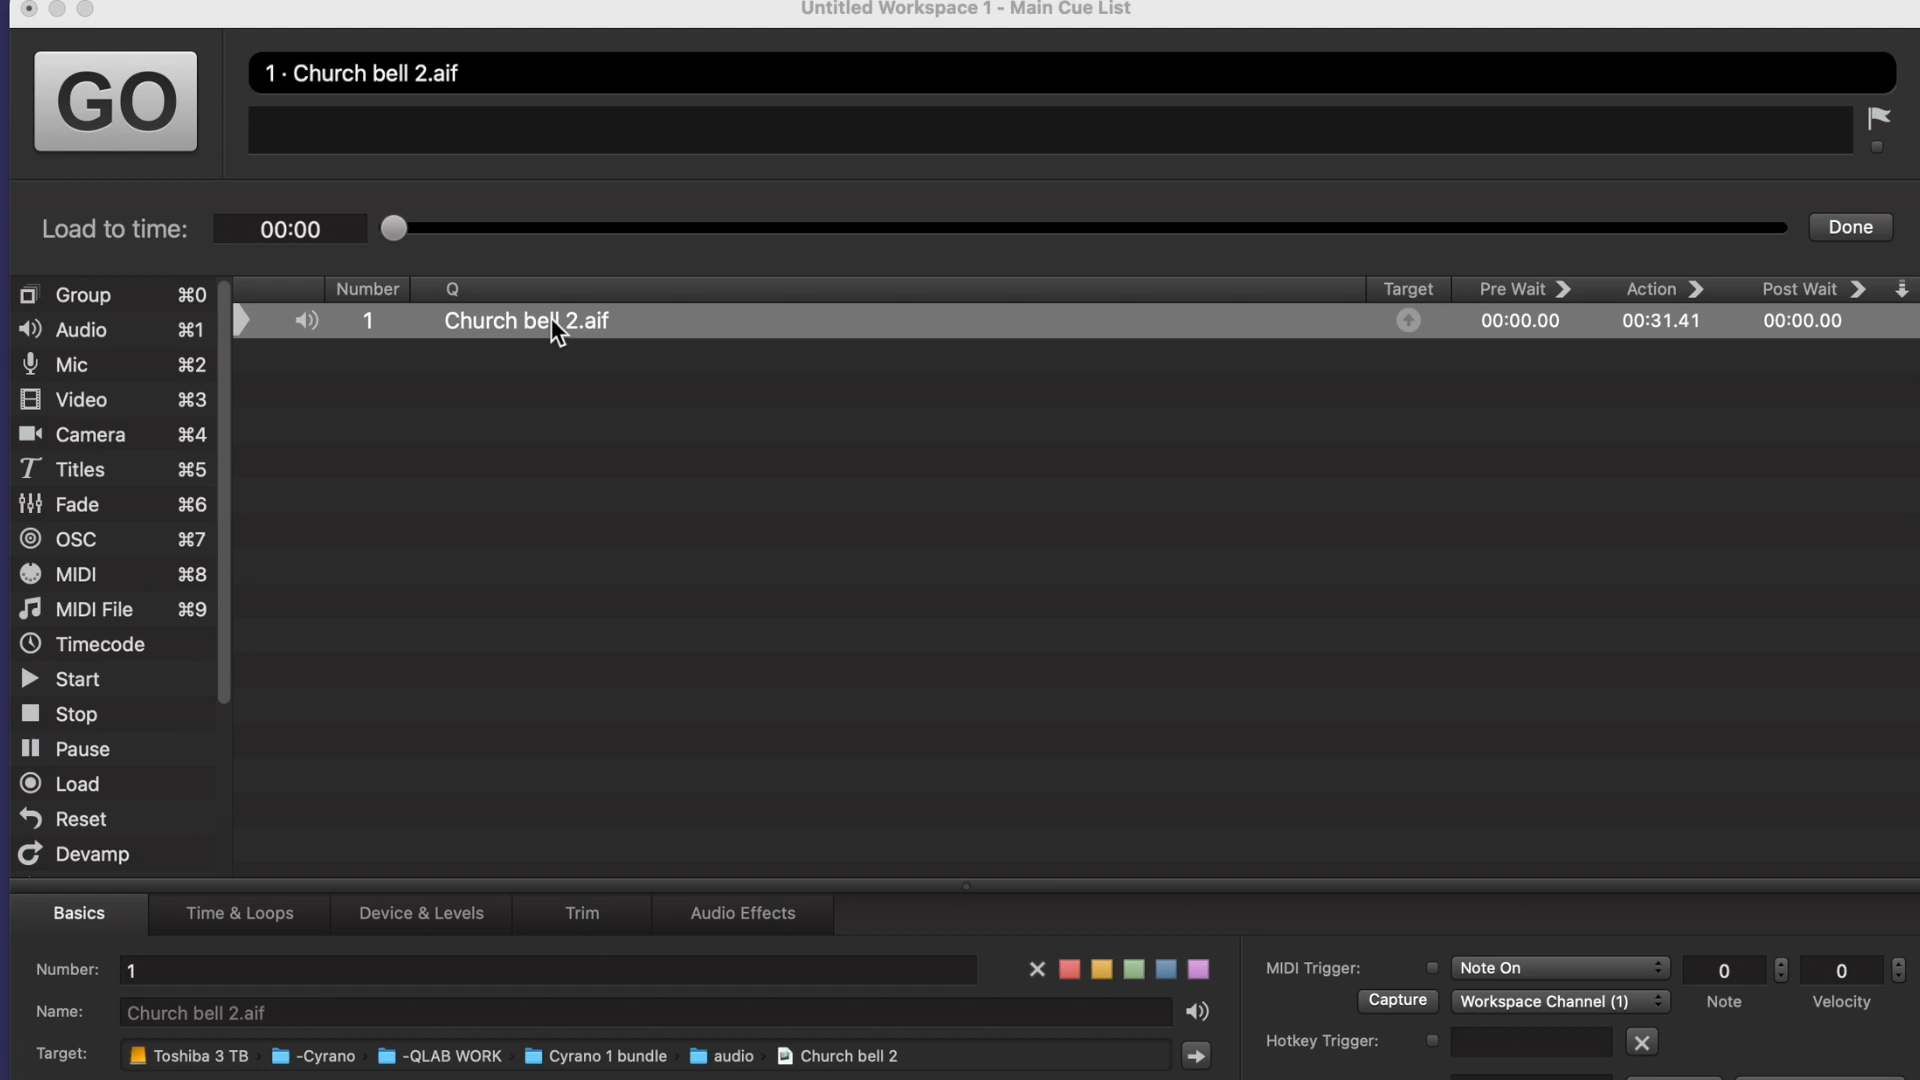 Untitled Workspace 1 - Main Cue List
GO
1 · Church bell 2.aif
Load to time: 00:00 Done
Number Q Target Pre Wait Action Post Wait
1 Church bell 2.aif 00:00.00 00:31.41 00:00.00
Group ⌘0
Audio ⌘1
Mic ⌘2
Video ⌘3
Camera ⌘4
Titles ⌘5
Fade ⌘6
OSC ⌘7
MIDI ⌘8
MIDI File ⌘9
Timecode
Start
Stop
Pause
Load
Reset
Devamp
Basics Time & Loops Device & Levels Trim Audio Effects
Number: 1
Name: Church bell 2.aif
Target: Toshiba 3 TB -Cyrano -QLAB WORK Cyrano 1 bundle audio Church bell 2
MIDI Trigger: Note On 0 0
Capture Workspace Channel (1) Note Velocity
Hotkey Trigger: